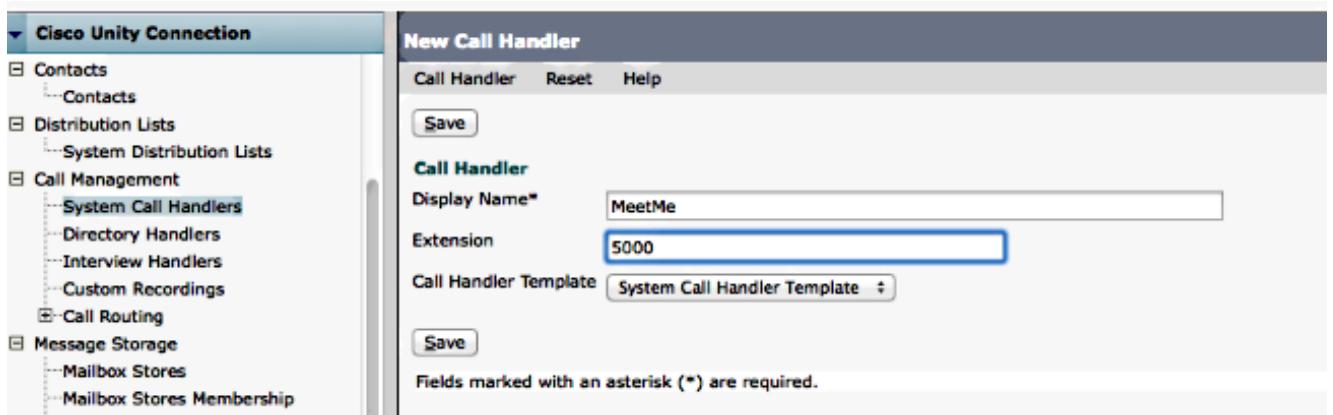 Cisco Unity Connection
Contacts
Contacts
Distribution Lists
System Distribution Lists
Call Management
System Call Handlers
Directory Handlers
Interview Handlers
Custom Recordings
Call Routing
Message Storage
Mailbox Stores
Mailbox Stores Membership
New Call Handler
Call Handler Reset Help
Save
Call Handler
Display Name* MeetMe
Extension 5000
Call Handler Template System Call Handler Template
Save
Fields marked with an asterisk (*) are required.